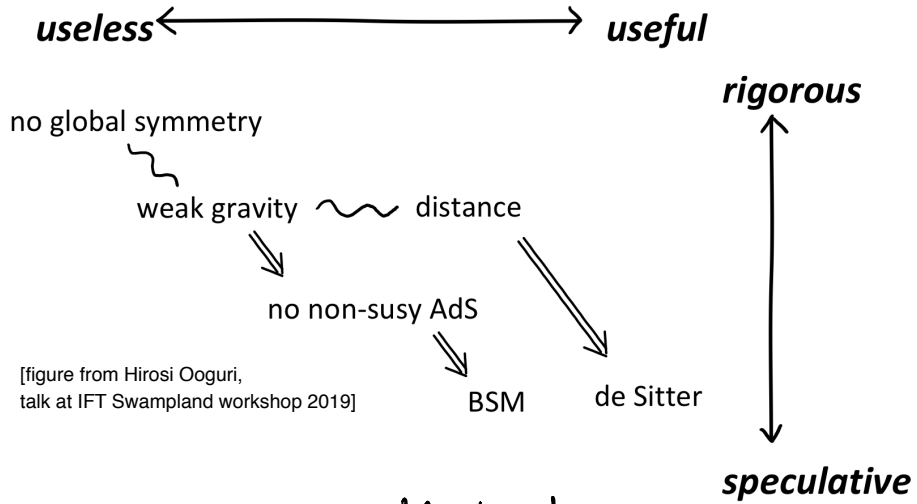 useless useful
rigorous
no global symmetry
weak gravity distance
no non-susy AdS
[figure from Hirosi Ooguri,
talk at IFT Swampland workshop 2019]
BSM de Sitter
speculative